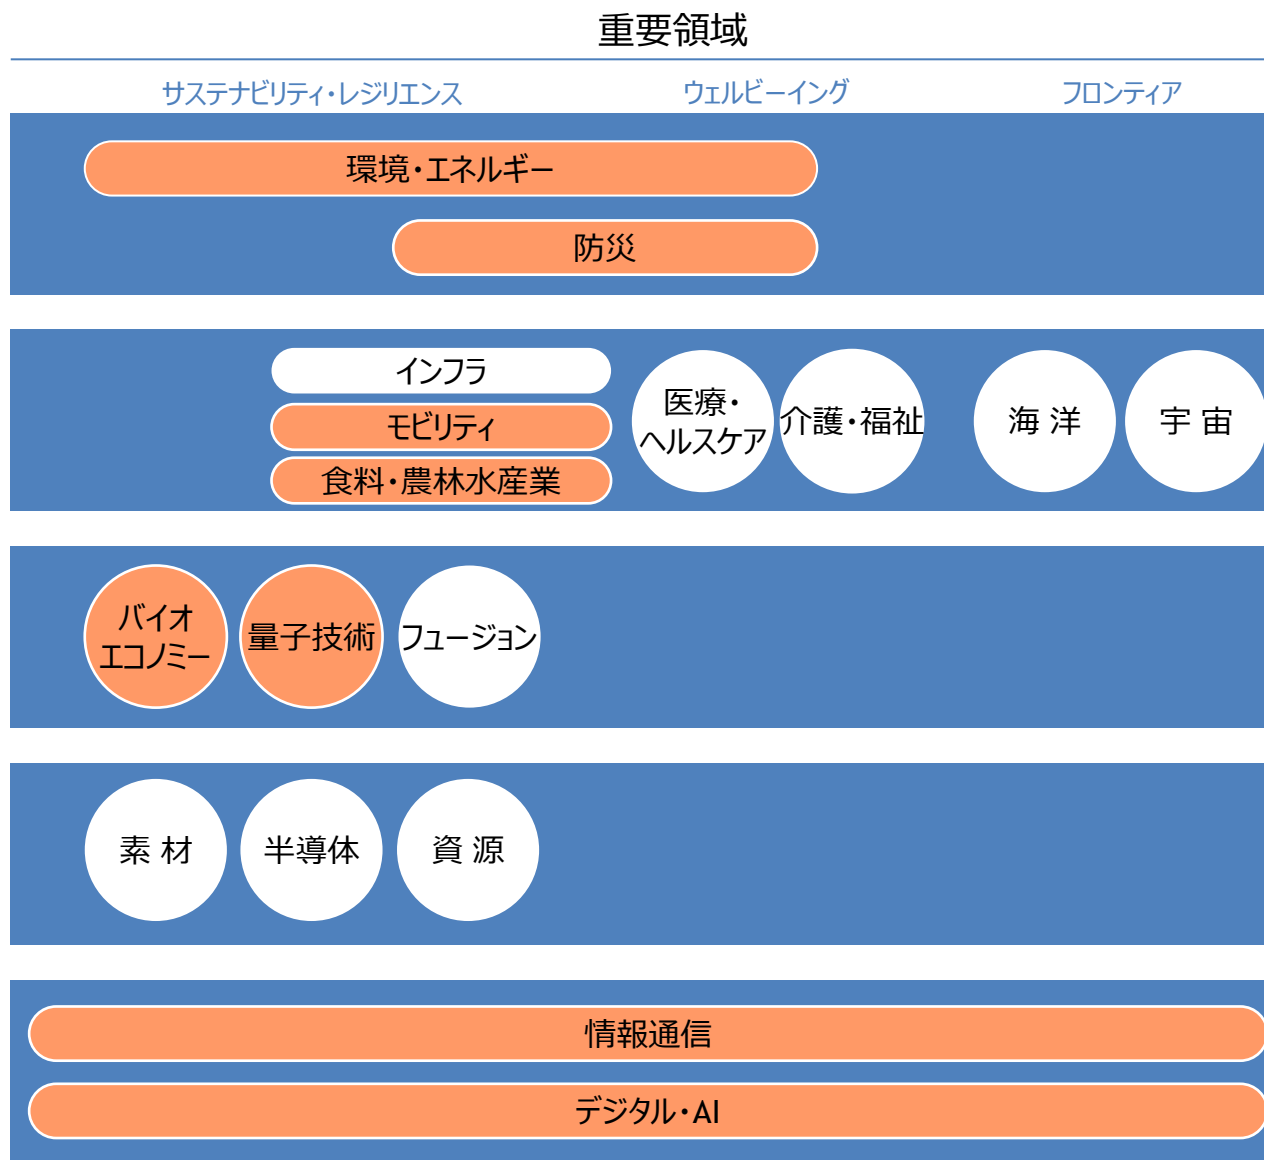 重要領域
サステナビリティ・レジリエンス
ウェルビーイング
フロンティア
環境・エネルギー
防災
インフラ
モビリティ
食料・農林水産業
医療・
ヘルスケア
介護・福祉
海 洋
宇 宙
バイオ
エコノミー
量子技術
フュージョン
素 材
半導体
資 源
情報通信
デジタル・AI